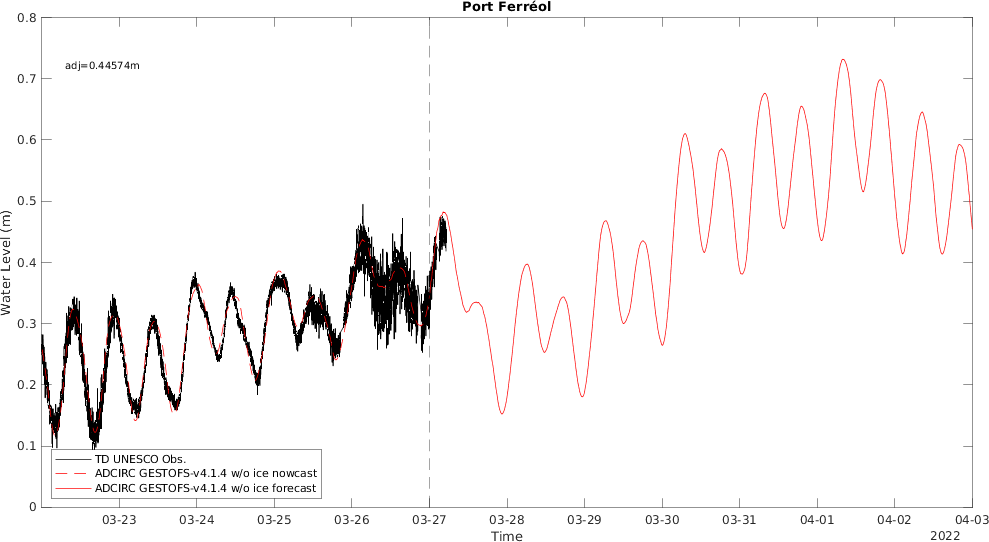 Port Ferréol
adj=0.44574m
Water Level (m)
0.8
0.7
0.6
0.5
0.4
0.3
0.2
0.1
0
TD UNESCO Obs.
ADCIRC GESTOFS-v4.1.4 w/o ice nowcast
ADCIRC GESTOFS-v4.1.4 w/o ice forecast
03-23 03-24 03-25 03-26 03-27 03-28 03-29 03-30 03-31 04-01 04-02 04-03
Time
2022